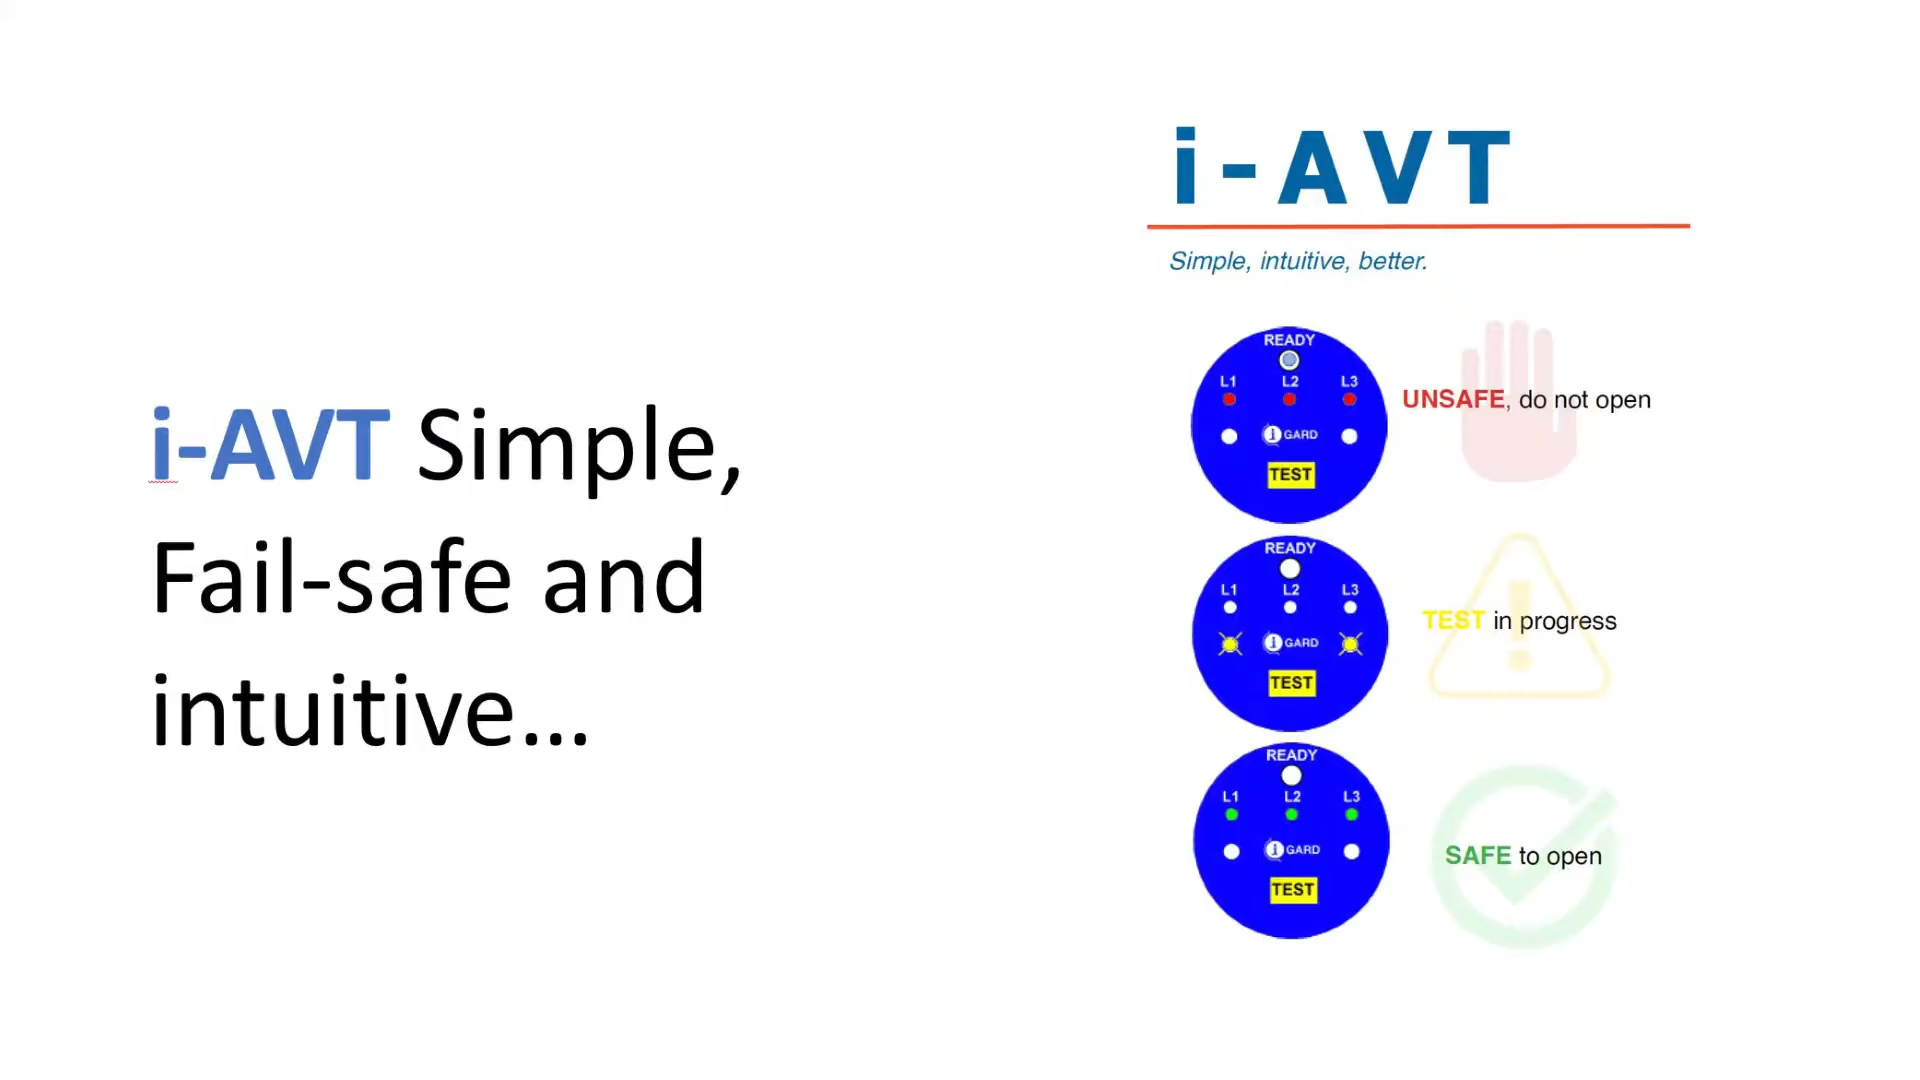 i-AVT Simple,
Fail-safe and
intuitive...
i-AVT
Simple, intuitive, better.
READY
L1 L2 L3
i GARD
TEST
UNSAFE, do not open
READY
L1 L2 L3
i GARD
TEST
TEST in progress
READY
L1 L2 L3
i GARD
TEST
SAFE to open